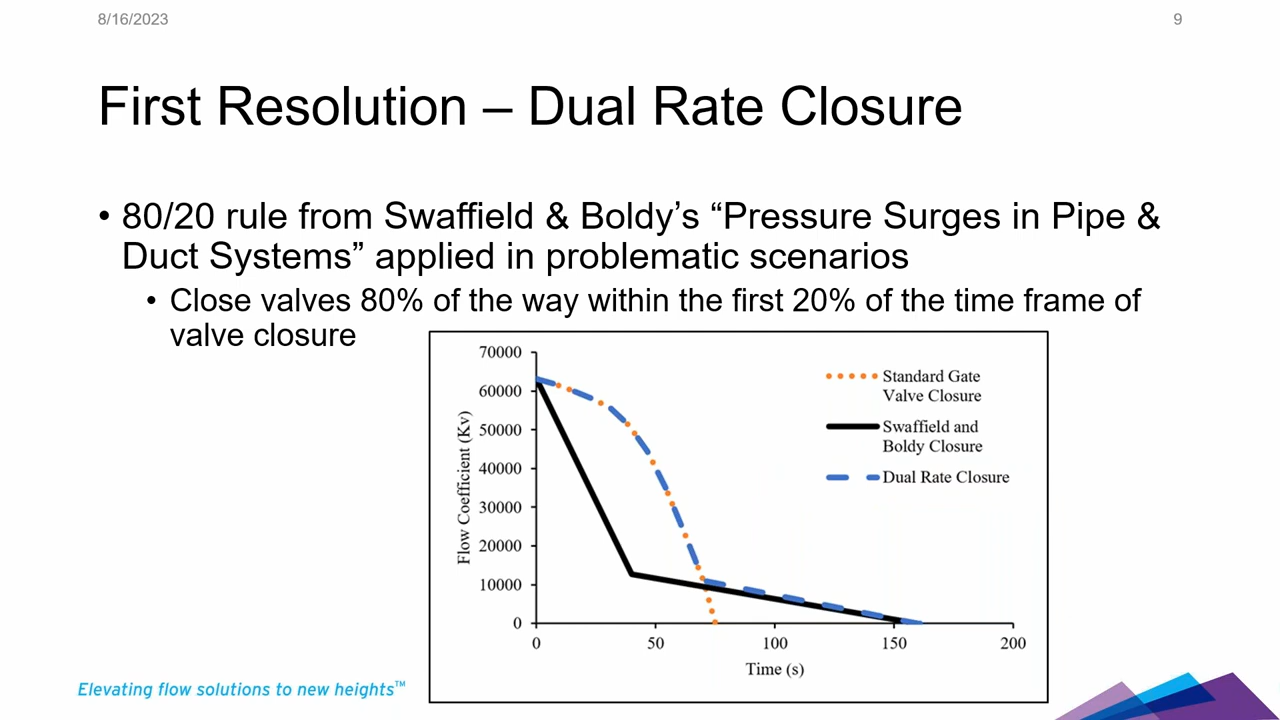 8/16/2023
9
First Resolution – Dual Rate Closure
• 80/20 rule from Swaffield & Boldy’s “Pressure Surges in Pipe &
Duct Systems” applied in problematic scenarios
• Close valves 80% of the way within the first 20% of the time frame of
valve closure
70000
60000
50000
40000
30000
20000
10000
0
Flow Coefficient (Kv)
Standard Gate
Valve Closure
Swaffield and
Boldy Closure
Dual Rate Closure
0
50
100
150
200
Time (s)
Elevating flow solutions to new heights™